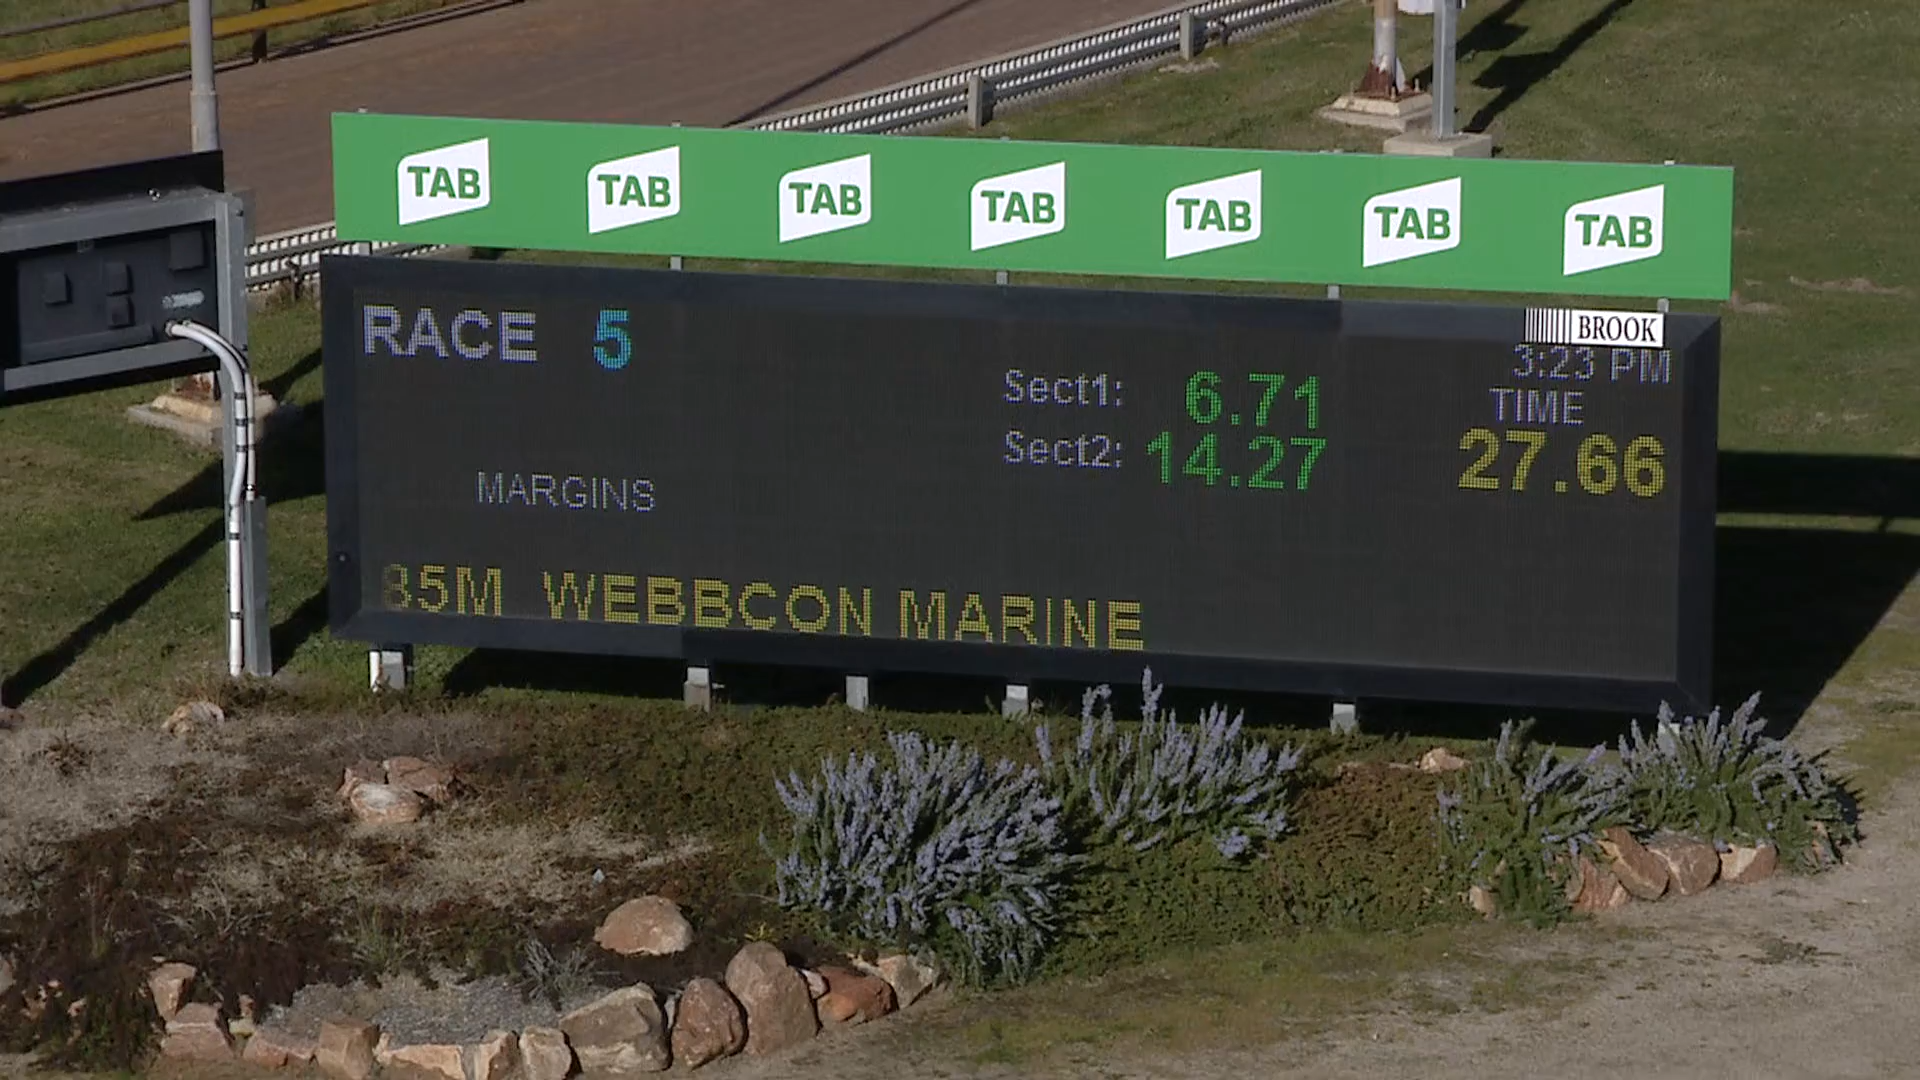 TAB TAB TAB TAB TAB TAB TAB
BROOK
RACE 5
3:23 PM
Sect1: 6.71
TIME
Sect2: 14.27
27.66
MARGINS
85M WEBBCON MARINE